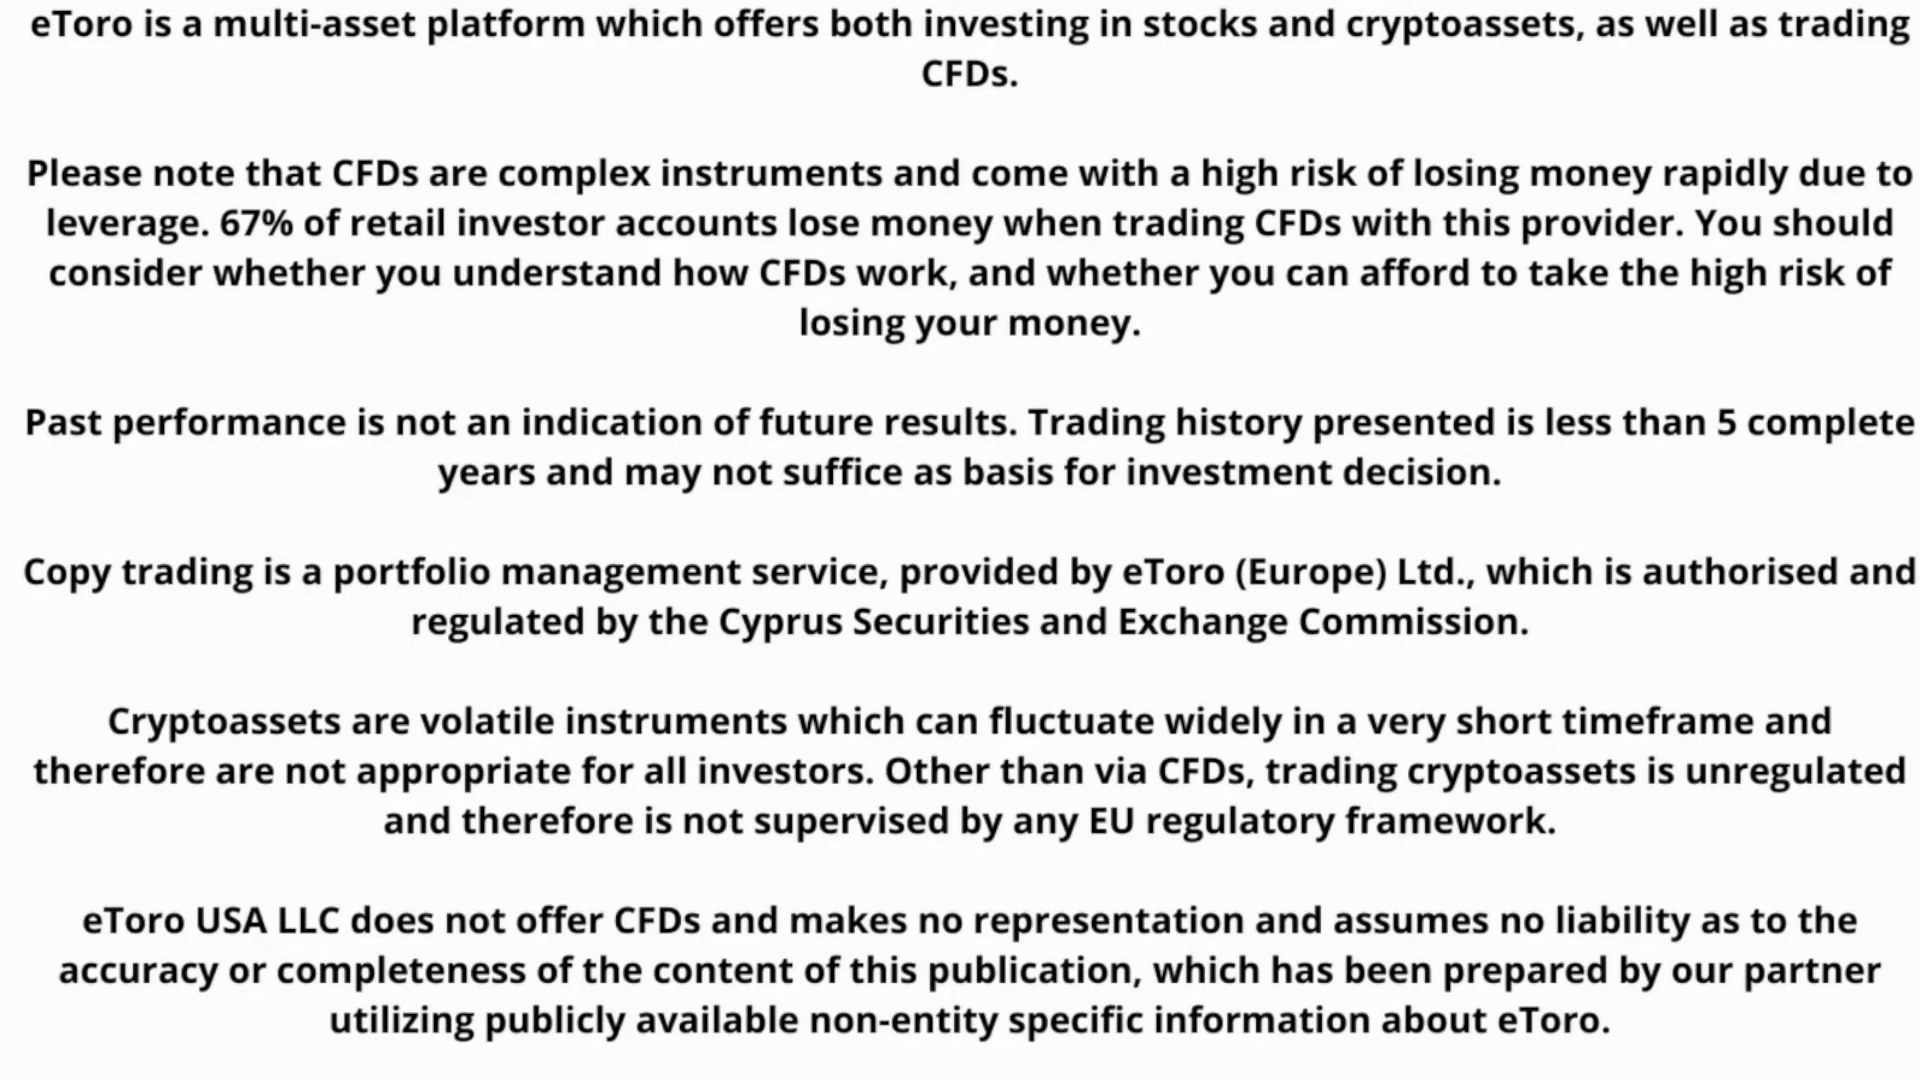 eToro is a multi-asset platform which offers both investing in stocks and cryptoassets, as well as trading
CFDs.
Please note that CFDs are complex instruments and come with a high risk of losing money rapidly due to
leverage. 67% of retail investor accounts lose money when trading CFDs with this provider. You should
consider whether you understand how CFDs work, and whether you can afford to take the high risk of
losing your money.
Past performance is not an indication of future results. Trading history presented is less than 5 complete
years and may not suffice as basis for investment decision.
Copy trading is a portfolio management service, provided by eToro (Europe) Ltd., which is authorised and
regulated by the Cyprus Securities and Exchange Commission.
Cryptoassets are volatile instruments which can fluctuate widely in a very short timeframe and
therefore are not appropriate for all investors. Other than via CFDs, trading cryptoassets is unregulated
and therefore is not supervised by any EU regulatory framework.
eToro USA LLC does not offer CFDs and makes no representation and assumes no liability as to the
accuracy or completeness of the content of this publication, which has been prepared by our partner
utilizing publicly available non-entity specific information about eToro.